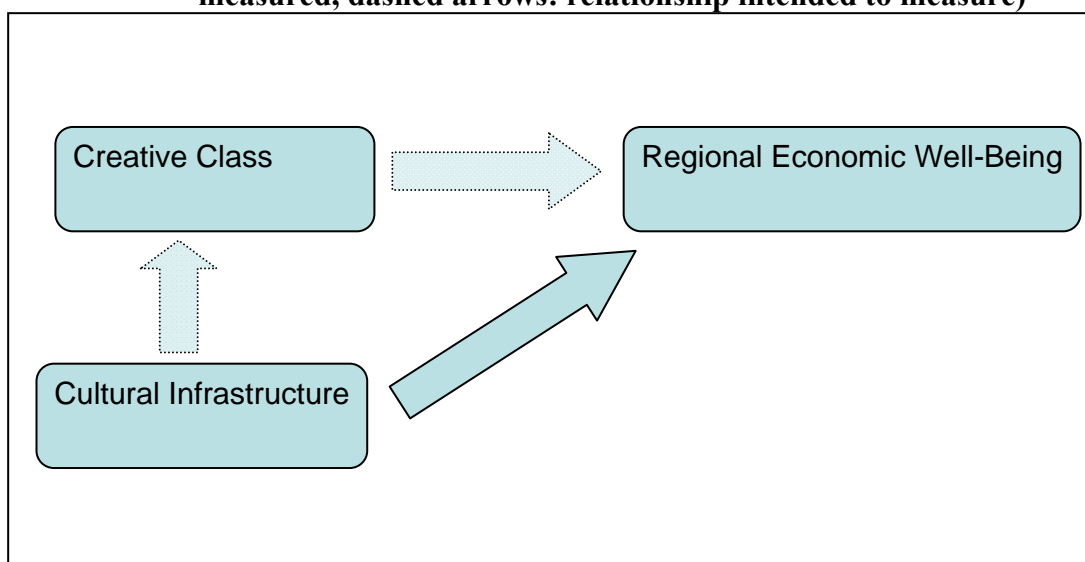 measured, dashed arrows: relationship intended to measure)
Creative Class
Regional Economic Well-Being
Cultural Infrastructure